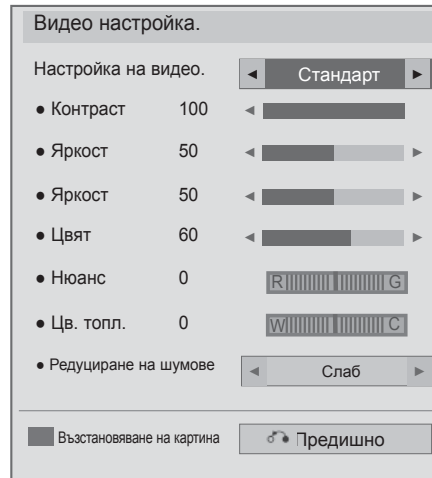 Видео настройка.
Настройка на видео. ◄ Стандарт ►
● Контраст 100 ◄
● Яркост 50 ◄ ►
● Яркост 50 ◄ ►
● Цвят 60 ◄ ►
● Нюанс 0 R G
● Цв. топл. 0 W C
● Редуциране на шумове ◄ Слаб ►
Възстановяване на картина Предишно